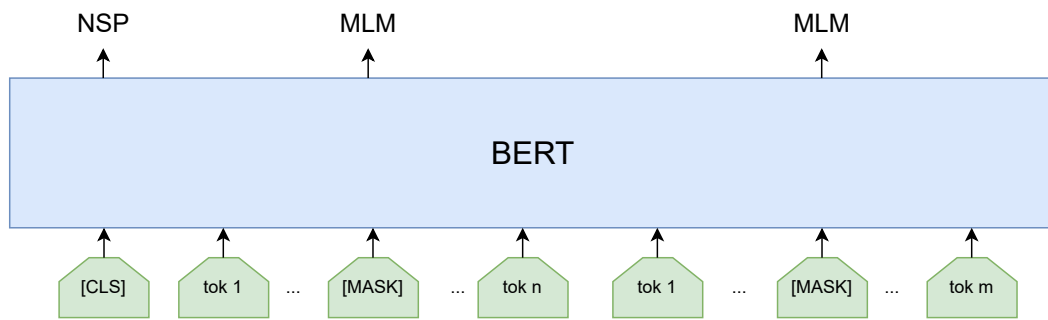 NSP MLM MLM
BERT
[CLS] tok 1 ... [MASK] ... tok n tok 1 ... [MASK] ... tok m